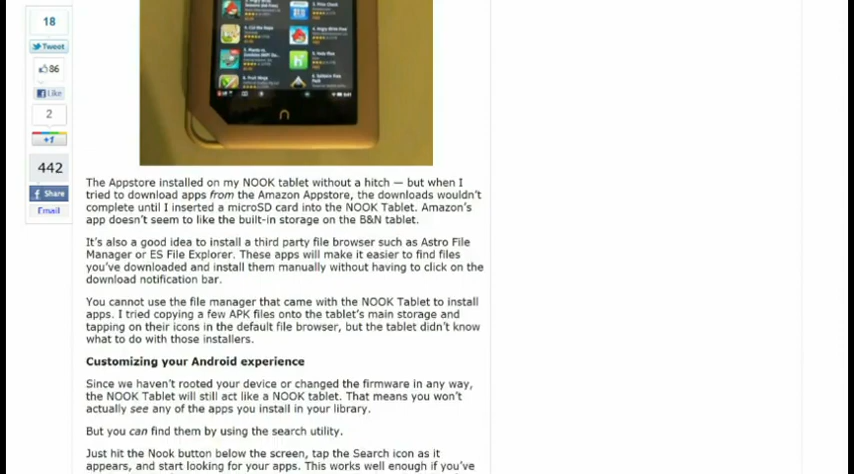 18
Tweet
86
Like
2
+1
442
Share
Email
The Appstore installed on my NOOK tablet without a hitch — but when I
tried to download apps from the Amazon Appstore, the downloads wouldn't
complete until I inserted a microSD card into the NOOK Tablet. Amazon's
app doesn't seem to like the built-in storage on the B&N tablet.
It's also a good idea to install a third party file browser such as Astro File
Manager or ES File Explorer. These apps will make it easier to find files
you've downloaded and install them manually without having to click on the
download notification bar.
You cannot use the file manager that came with the NOOK Tablet to install
apps. I tried copying a few APK files onto the tablet's main storage and
tapping on their icons in the default file browser, but the tablet didn't know
what to do with those installers.
Customizing your Android experience
Since we haven't rooted your device or changed the firmware in any way,
the NOOK Tablet will still act like a NOOK tablet. That means you won't
actually see any of the apps you install in your library.
But you can find them by using the search utility.
Just hit the Nook button below the screen, tap the Search icon as it
appears, and start looking for your apps. This works well enough if you've